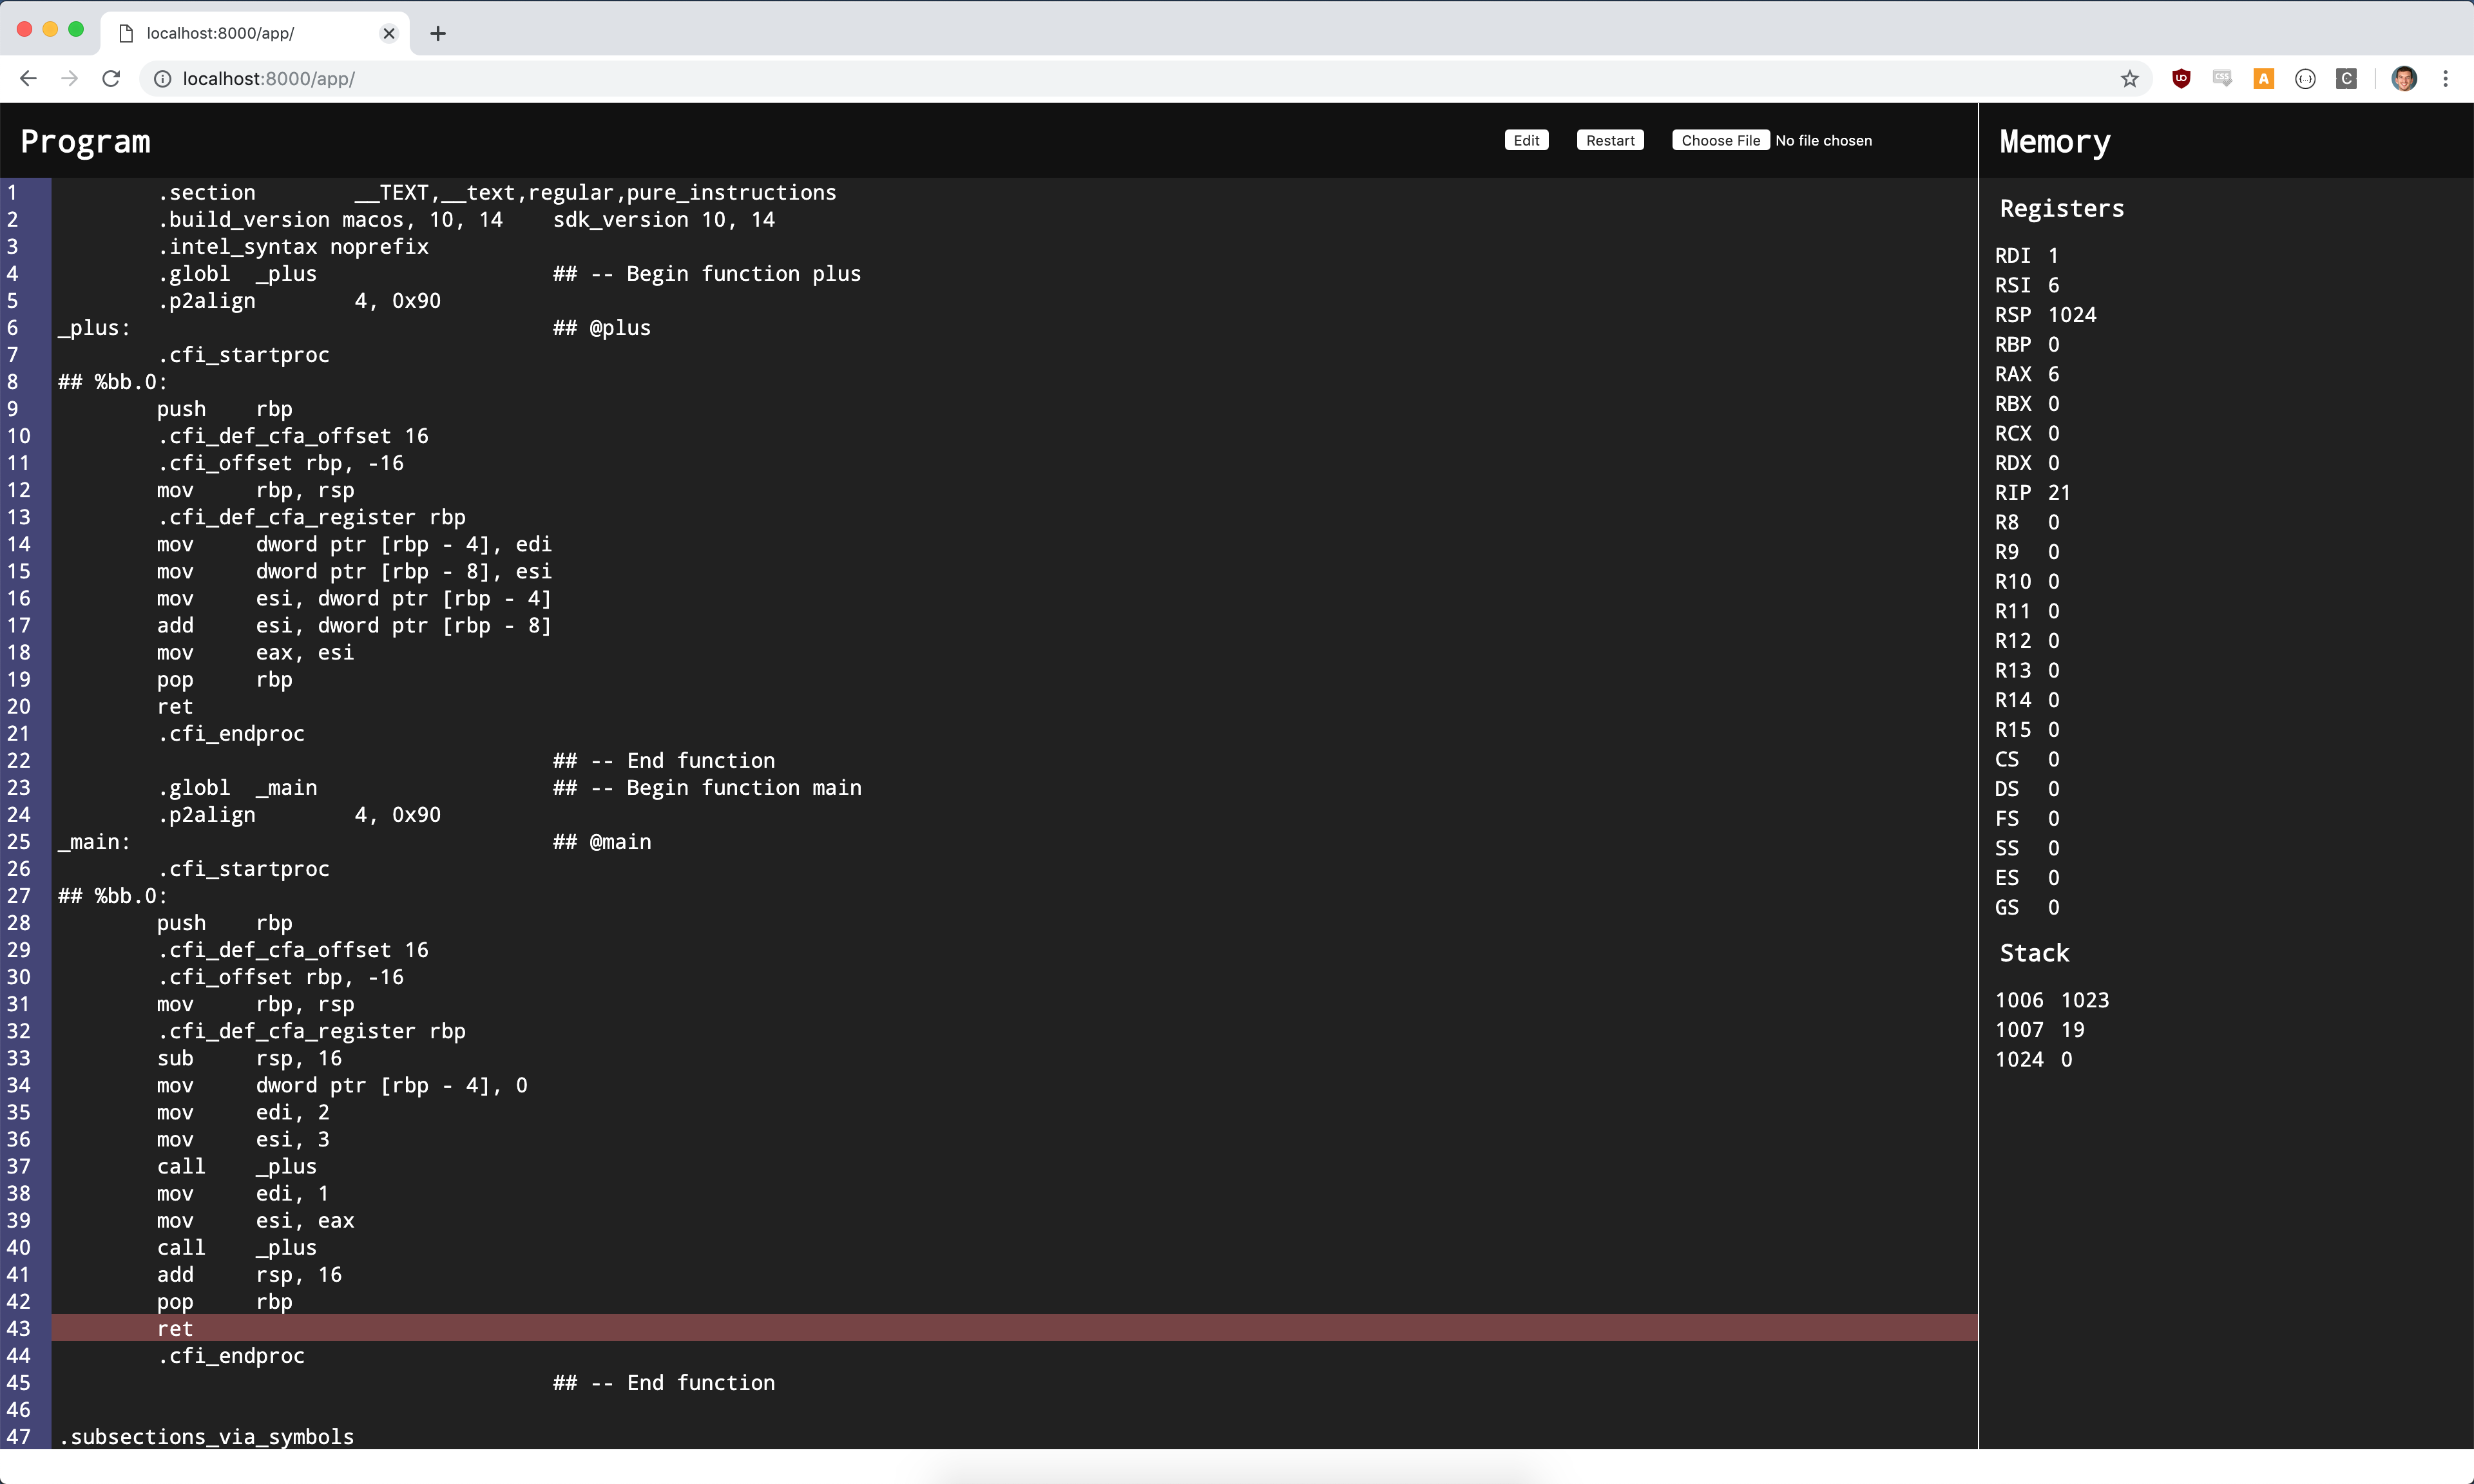 localhost:8000/app/
localhost:8000/app/
Program Edit Restart Choose File No file chosen
1 .section __TEXT,__text,regular,pure_instructions
2 .build_version macos, 10, 14 sdk_version 10, 14
3 .intel_syntax noprefix
4 .globl _plus ## -- Begin function plus
5 .p2align 4, 0x90
6 _plus: ## @plus
7 .cfi_startproc
8 ## %bb.0:
9 push rbp
10 .cfi_def_cfa_offset 16
11 .cfi_offset rbp, -16
12 mov rbp, rsp
13 .cfi_def_cfa_register rbp
14 mov dword ptr [rbp - 4], edi
15 mov dword ptr [rbp - 8], esi
16 mov esi, dword ptr [rbp - 4]
17 add esi, dword ptr [rbp - 8]
18 mov eax, esi
19 pop rbp
20 ret
21 .cfi_endproc
22 ## -- End function
23 .globl _main ## -- Begin function main
24 .p2align 4, 0x90
25 _main: ## @main
26 .cfi_startproc
27 ## %bb.0:
28 push rbp
29 .cfi_def_cfa_offset 16
30 .cfi_offset rbp, -16
31 mov rbp, rsp
32 .cfi_def_cfa_register rbp
33 sub rsp, 16
34 mov dword ptr [rbp - 4], 0
35 mov edi, 2
36 mov esi, 3
37 call _plus
38 mov edi, 1
39 mov esi, eax
40 call _plus
41 add rsp, 16
42 pop rbp
43 ret
44 .cfi_endproc
45 ## -- End function
46
47 .subsections_via_symbols
Memory
Registers
RDI 1
RSI 6
RSP 1024
RBP 0
RAX 6
RBX 0
RCX 0
RDX 0
RIP 21
R8 0
R9 0
R10 0
R11 0
R12 0
R13 0
R14 0
R15 0
CS 0
DS 0
FS 0
SS 0
ES 0
GS 0
Stack
1006 1023
1007 19
1024 0